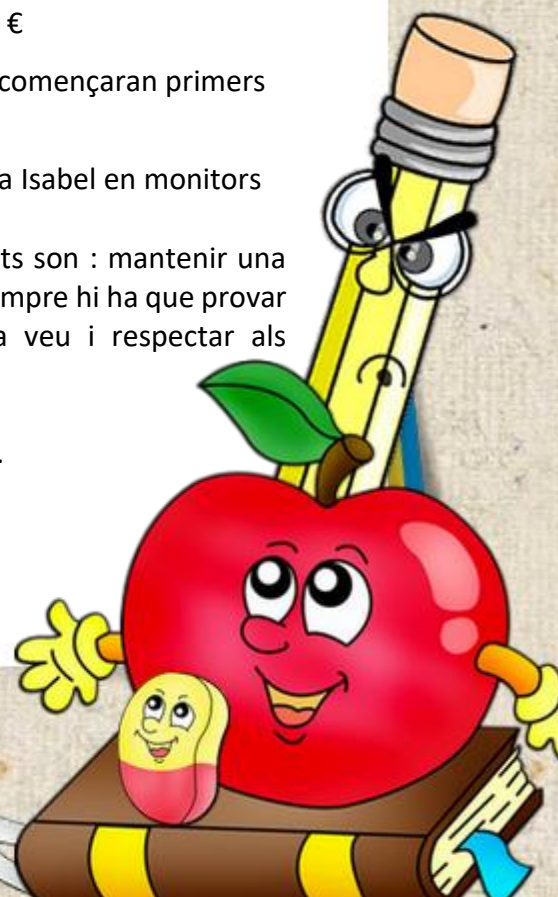 €
començaran primers
a Isabel en monitors
ts son : mantenir una
mpre hi ha que provar
a veu i respectar als
.